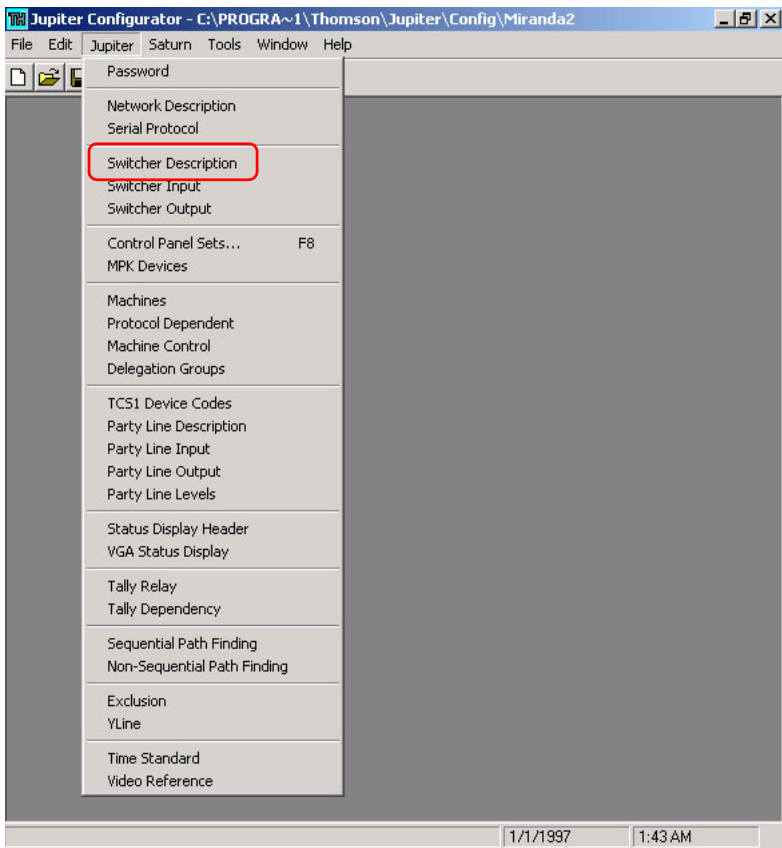 Jupiter Configurator - C:\PROGRA~1\Thomson\Jupiter\Config\Miranda2
File Edit Jupiter Saturn Tools Window Help
Password
Network Description
Serial Protocol
Switcher Description
Switcher Input
Switcher Output
Control Panel Sets... F8
MPK Devices
Machines
Protocol Dependent
Machine Control
Delegation Groups
TCS1 Device Codes
Party Line Description
Party Line Input
Party Line Output
Party Line Levels
Status Display Header
VGA Status Display
Tally Relay
Tally Dependency
Sequential Path Finding
Non-Sequential Path Finding
Exclusion
YLine
Time Standard
Video Reference
1/1/1997 1:43 AM